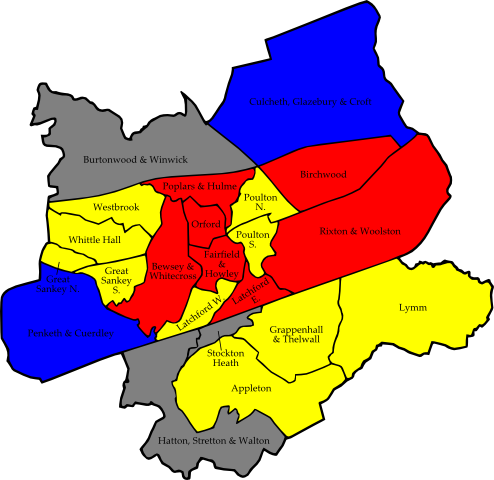 Culcheth, Glazebury & Croft
Burtonwood & Winwick
Birchwood
Poplars & Hulme
Poulton
N.
Westbrook
Orford
Rixton & Woolston
Whittle Hall
Poulton
S.
Fairfield
&
Howley
Bewsey &
Whitecross
Great
Sankey
S.
Great
Sankey N.
Latchford
E.
Latchford W.
Lymm
Penketh & Cuerdley
Grappenhall
& Thelwall
Stockton
Heath
Appleton
Hatton, Stretton & Walton